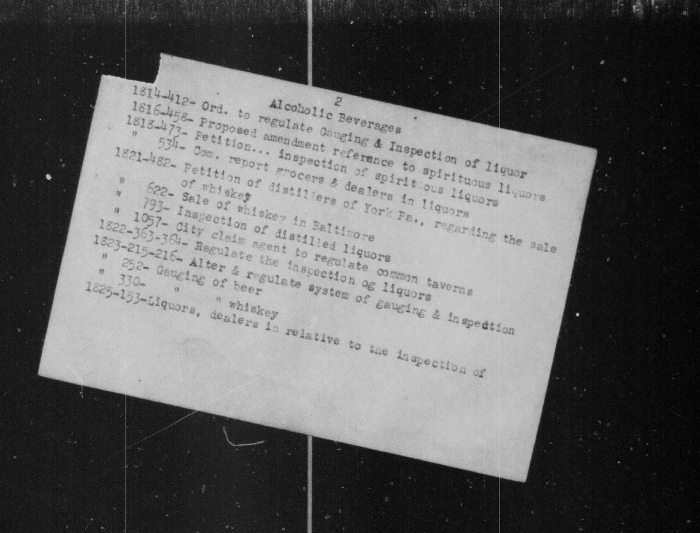 2
Alcoholic Beverages
1814-412- Ord. to regulate Gauging & Inspection of liquor
1816-458- Proposed amendment reference to spirituous liquors
1818-473- Petition... inspection of spirituous liquors
" 534- Com. report grocers & dealers in liquors
1821-482- Petition of distillers of York Pa., regarding the sale
of whiskey
" 622- Sale of whiskey in Baltimore
" 793- Inspection of distilled liquors
" 1057- City claim agent to regulate common taverns
1822-363-364- Regulate the inspection og liquors
1823-215-216- Alter & regulate system of gauging & inspection
" 252- Gauging of beer
" 330- " " whiskey
1825-153-Liquors, dealers in relative to the inspection of